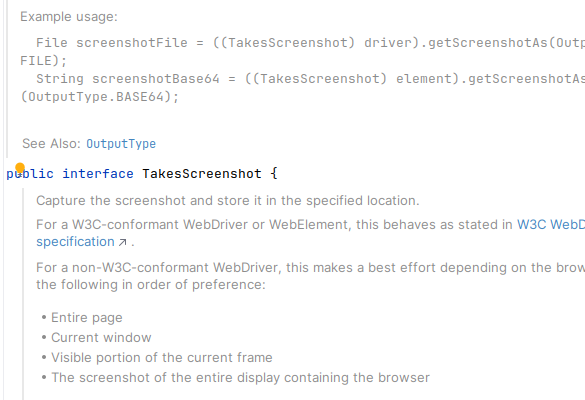 Example usage:
File screenshotFile = ((TakesScreenshot) driver).getScreenshotAs(Outp
FILE);
String screenshotBase64 = ((TakesScreenshot) element).getScreenshotAs
(OutputType.BASE64);
See Also: OutputType
public interface TakesScreenshot {
Capture the screenshot and store it in the specified location.
For a W3C-conformant WebDriver or WebElement, this behaves as stated in W3C WebD
specification ↗ .
For a non-W3C-conformant WebDriver, this makes a best effort depending on the brow
the following in order of preference:
• Entire page
• Current window
• Visible portion of the current frame
• The screenshot of the entire display containing the browser